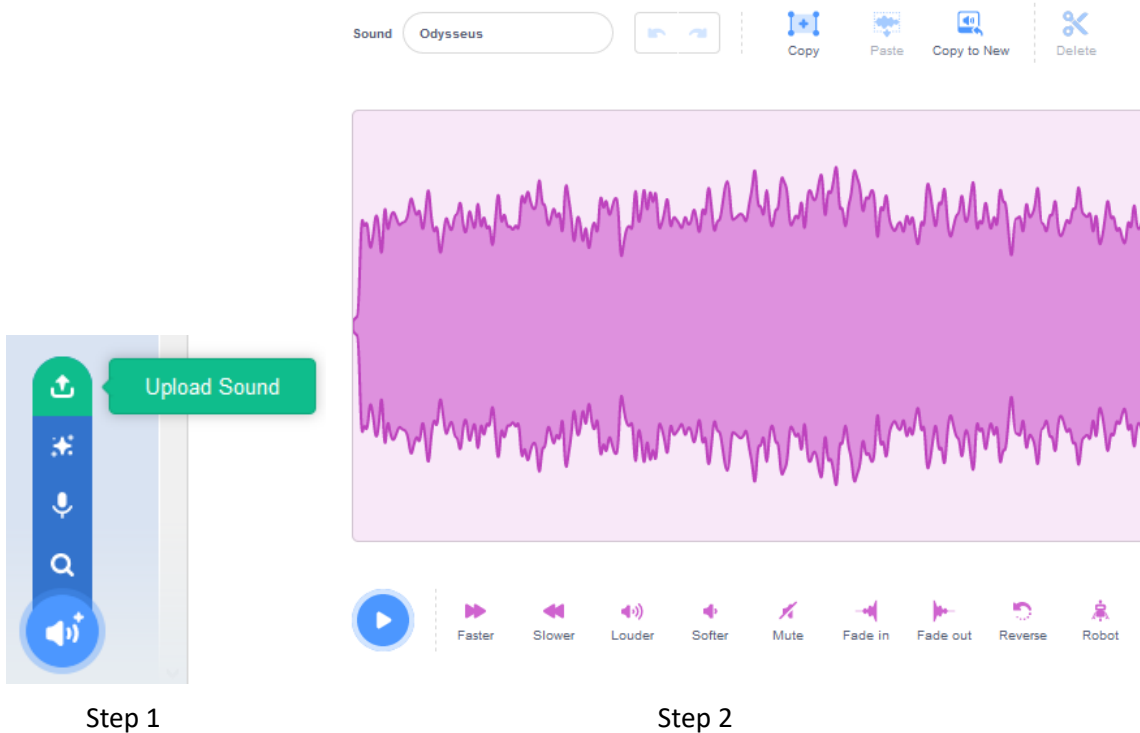 Sound Odysseus
Copy Paste Copy to New Delete
Upload Sound
Faster Slower Louder Softer Mute Fade in Fade out Reverse Robot
Step 1 Step 2